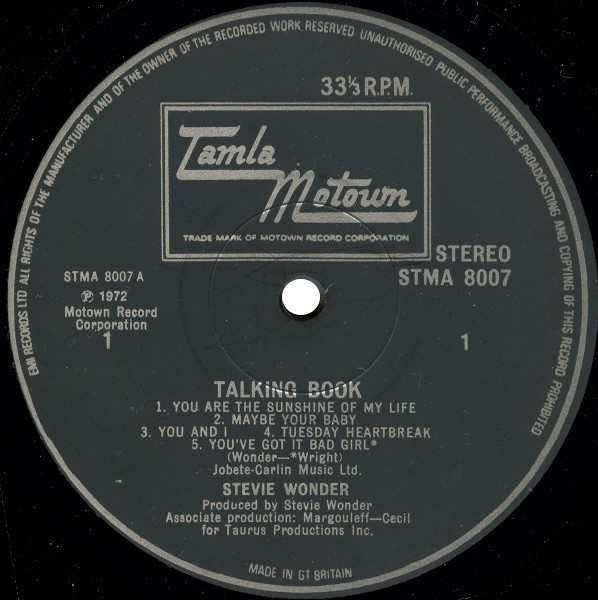 EMI RECORDS LTD ALL RIGHTS OF THE MANUFACTURER AND OF THE OWNER OF THE RECORDED WORK RESERVED UNAUTHORISED PUBLIC PERFORMANCE BROADCASTING AND COPYING OF THIS RECORD PROHIBITED
33⅓ R.P.M.
Tamla
Motown
TRADE MARK OF MOTOWN RECORD CORPORATION
STEREO
STMA 8007
STMA 8007 A
℗ 1972
Motown Record
Corporation
1
1
TALKING BOOK
1. YOU ARE THE SUNSHINE OF MY LIFE
2. MAYBE YOUR BABY
3. YOU AND I 4. TUESDAY HEARTBREAK
5. YOU'VE GOT IT BAD GIRL*
(Wonder—*Wright)
Jobete-Carlin Music Ltd.
STEVIE WONDER
Produced by Stevie Wonder
Associate production: Margouleff—Cecil
for Taurus Productions Inc.
MADE IN GT BRITAIN